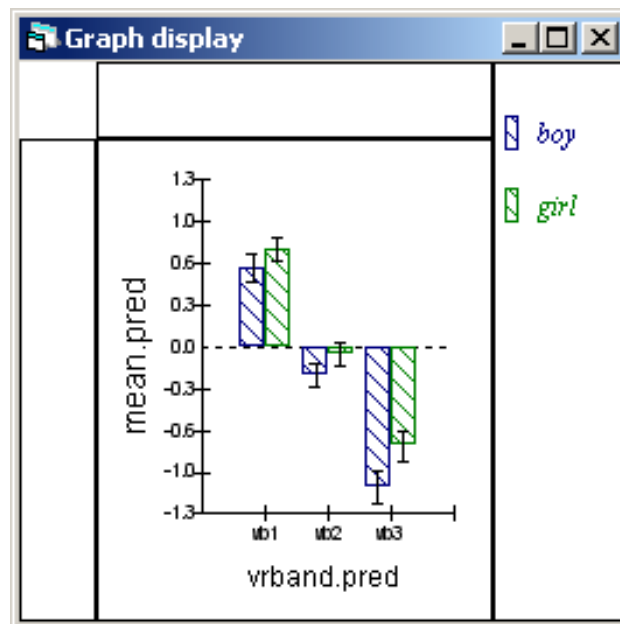 Graph display
boy
girl
1.3
1.0
0.6
0.3
0.0
-0.3
-0.6
-1.0
-1.3
mean.pred
vb1 vb2 vb3
vrband.pred